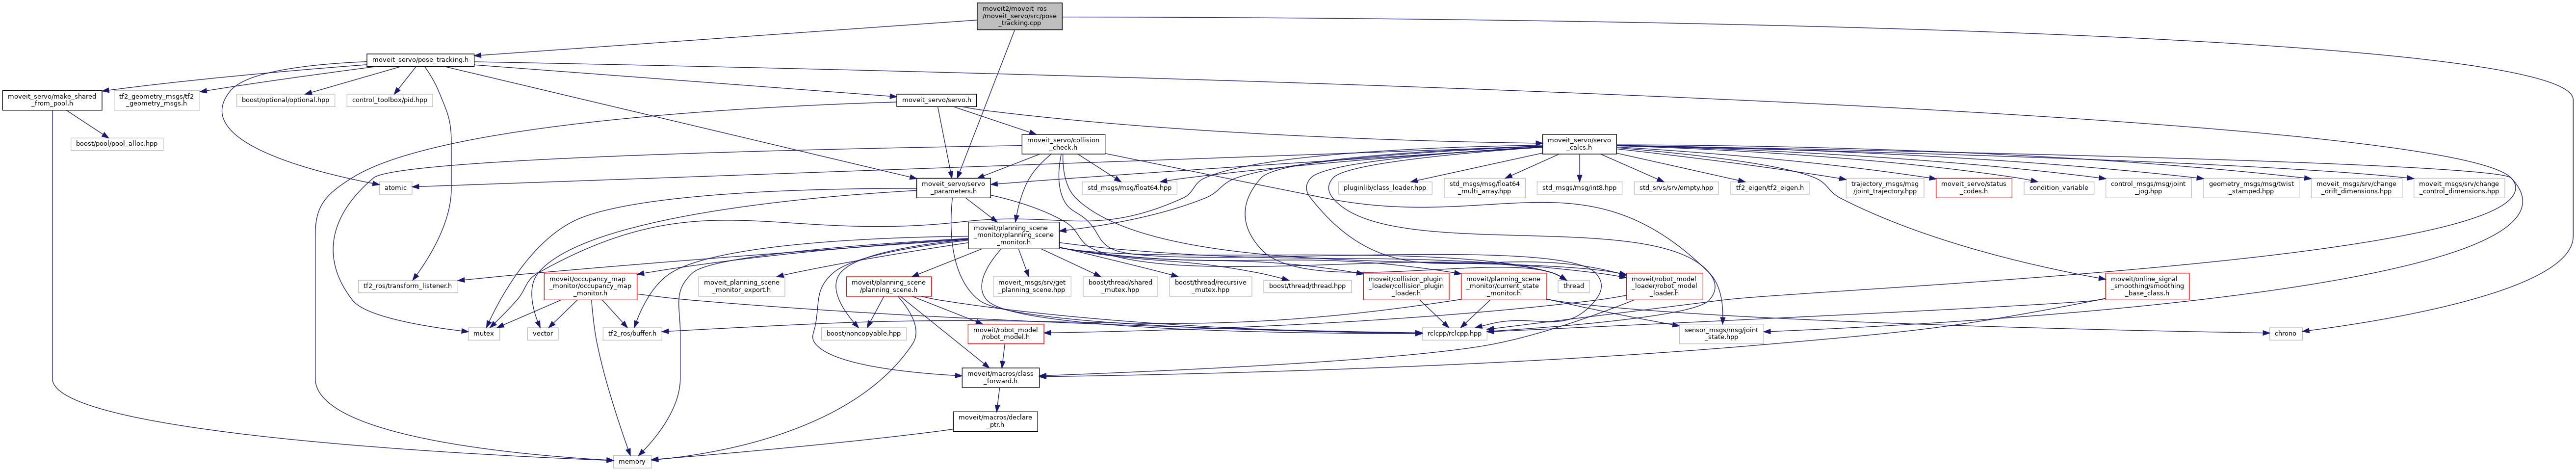 moveit2/moveit_ros
/moveit_servo/src/pose
_tracking.cpp
moveit_servo/pose_tracking.h
moveit_servo/make_shared
_from_pool.h
tf2_geometry_msgs/tf2
_geometry_msgs.h
boost/optional/optional.hpp
control_toolbox/pid.hpp
moveit_servo/servo.h
boost/pool/pool_alloc.hpp
moveit_servo/collision
_check.h
moveit_servo/servo
_calcs.h
atomic
moveit_servo/servo
_parameters.h
std_msgs/msg/float64.hpp
pluginlib/class_loader.hpp
std_msgs/msg/float64
_multi_array.hpp
std_msgs/msg/int8.hpp
std_srvs/srv/empty.hpp
tf2_eigen/tf2_eigen.h
trajectory_msgs/msg
/joint_trajectory.hpp
moveit_servo/status
_codes.h
condition_variable
control_msgs/msg/joint
_jog.hpp
geometry_msgs/msg/twist
_stamped.hpp
moveit_msgs/srv/change
_drift_dimensions.hpp
moveit_msgs/srv/change
_control_dimensions.hpp
moveit/planning_scene
_monitor/planning_scene
_monitor.h
tf2_ros/transform_listener.h
moveit/occupancy_map
_monitor/occupancy_map
_monitor.h
moveit_planning_scene
_monitor_export.h
moveit/planning_scene
/planning_scene.h
moveit_msgs/srv/get
_planning_scene.hpp
boost/thread/shared
_mutex.hpp
boost/thread/recursive
_mutex.hpp
boost/thread/thread.hpp
moveit/collision_plugin
_loader/collision_plugin
_loader.h
moveit/planning_scene
_monitor/current_state
_monitor.h
thread
moveit/robot_model
_loader/robot_model
_loader.h
moveit/online_signal
_smoothing/smoothing
_base_class.h
mutex
vector
tf2_ros/buffer.h
boost/noncopyable.hpp
moveit/robot_model
/robot_model.h
rclcpp/rclcpp.hpp
sensor_msgs/msg/joint
_state.hpp
chrono
moveit/macros/class
_forward.h
moveit/macros/declare
_ptr.h
memory